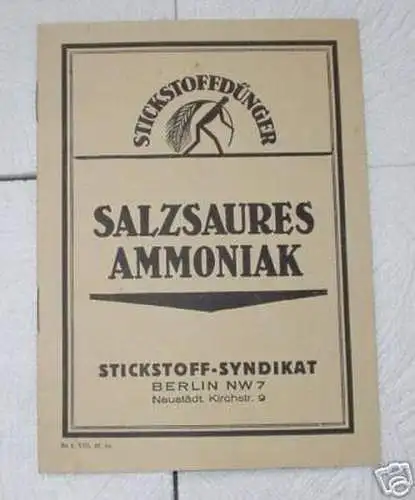 STICKSTOFFDÜNGER
SALZSAURES
AMMONIAK
STICKSTOFF-SYNDIKAT
BERLIN NW 7
Neustädt. Kirchstr. 9